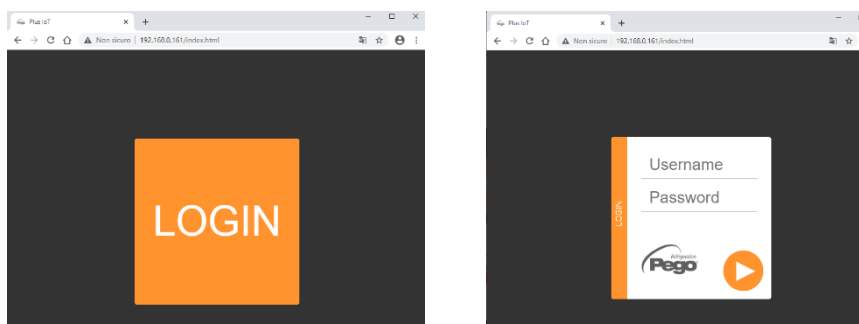 Plus IoT
Non sicuro | 192.168.0.161/index.html
LOGIN
Plus IoT
Non sicuro | 192.168.0.161/index.html
LOGIN
Username
Password
Refrigeration
Pego